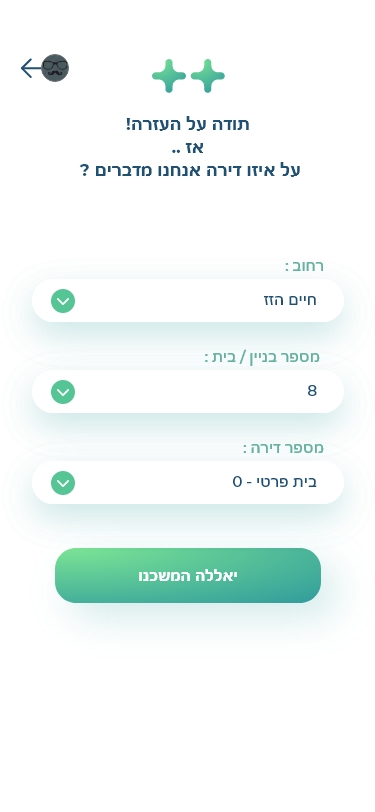 תודה על העזרה!
אז ..
על איזו דירה אנחנו מדברים ?
רחוב :
חיים הזז
מספר בניין / בית :
8
מספר דירה :
בית פרטי - 0
יאללה המשכנו